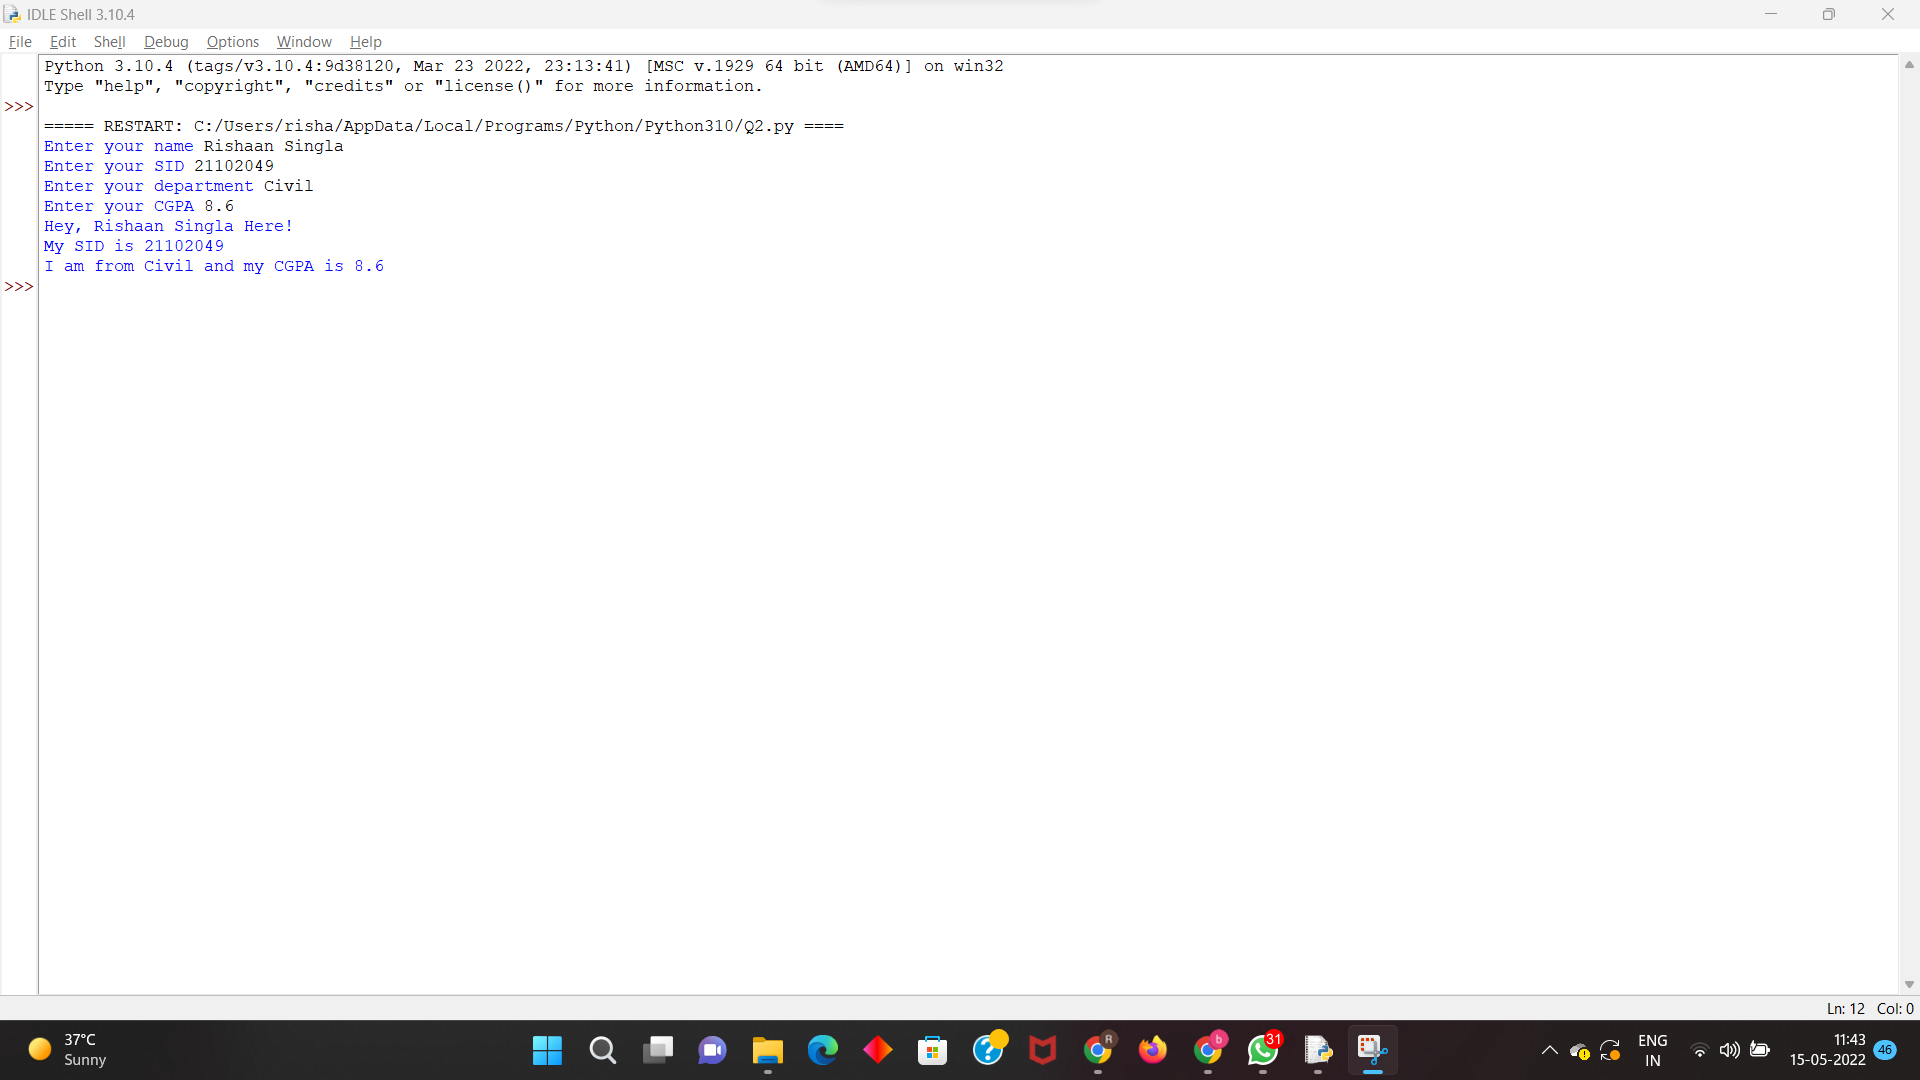 IDLE Shell 3.10.4
File Edit Shell Debug Options Window Help
Python 3.10.4 (tags/v3.10.4:9d38120, Mar 23 2022, 23:13:41) [MSC v.1929 64 bit (AMD64)] on win32
Type "help", "copyright", "credits" or "license()" for more information.
>>>
===== RESTART: C:/Users/risha/AppData/Local/Programs/Python/Python310/Q2.py ====
Enter your name Rishaan Singla
Enter your SID 21102049
Enter your department Civil
Enter your CGPA 8.6
Hey, Rishaan Singla Here!
My SID is 21102049
I am from Civil and my CGPA is 8.6
>>>
Ln: 12 Col: 0
37°C
Sunny
R
b
31
ENG
IN
11:43
15-05-2022
46